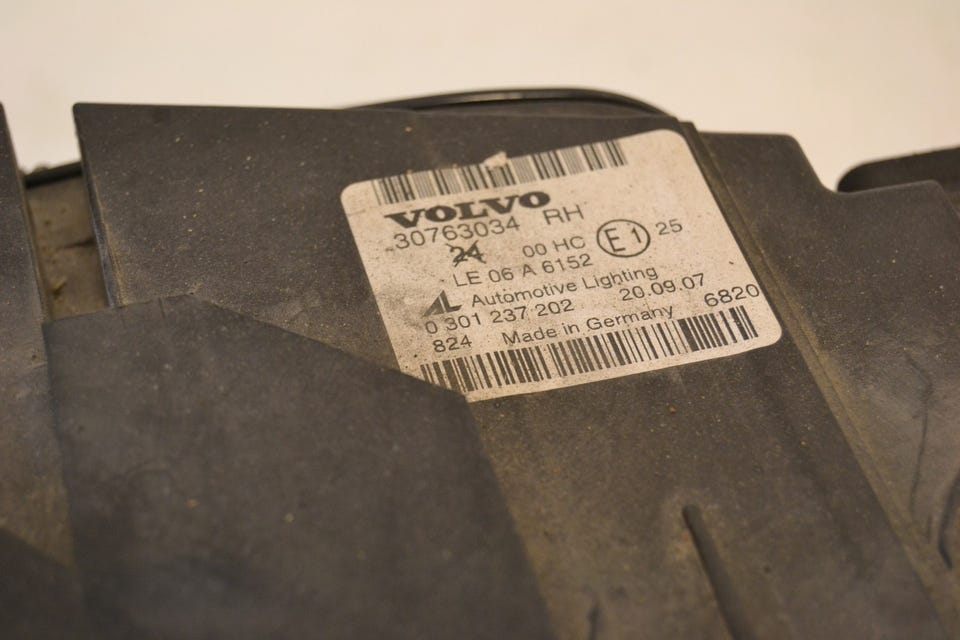 VOLVO
30763034 RH
24 00 HC E1 25
LE 06 A 6152
AL Automotive Lighting
0 301 237 202 20.09.07
824 Made in Germany 6820